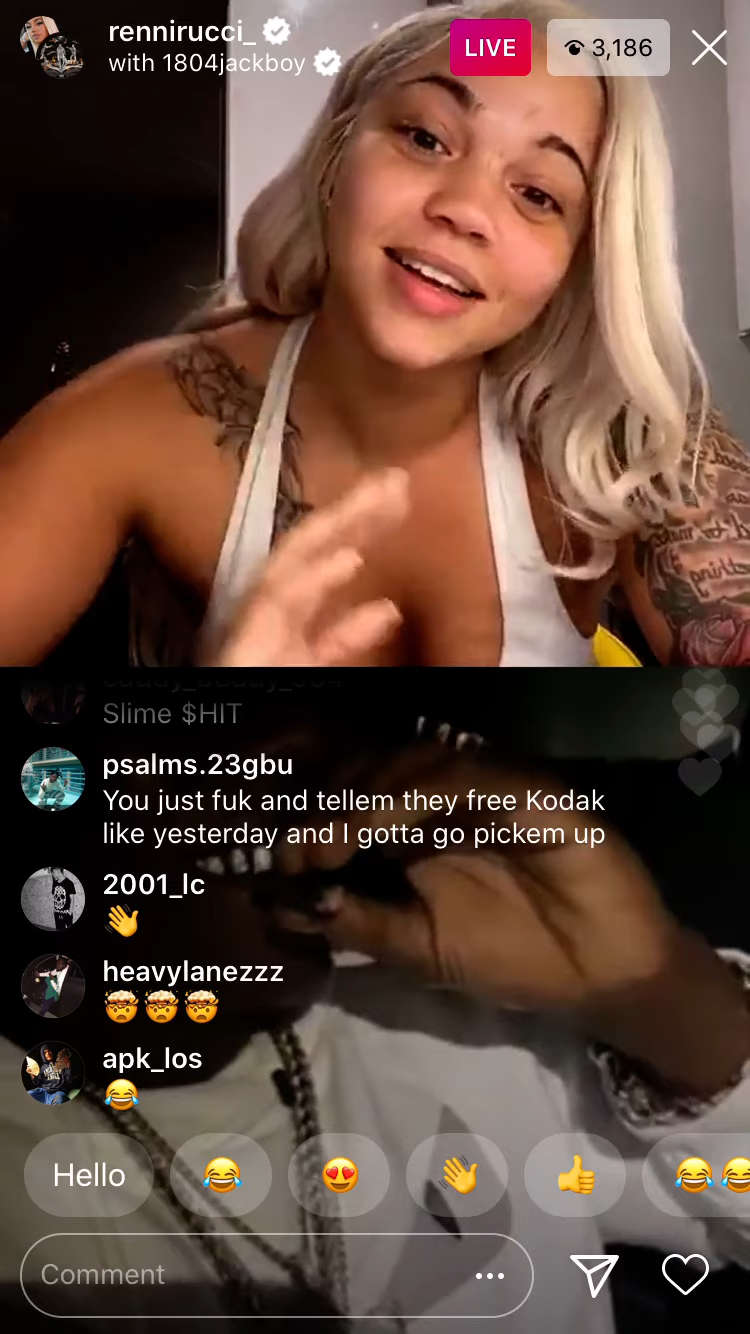 rennirucci_
with 1804jackboy
LIVE
3,186
Slime $HIT
psalms.23gbu
You just fuk and tellem they free Kodak
like yesterday and I gotta go pickem up
2001_lc
👋
heavylanezzz
🤯🤯🤯
apk_los
😂
Hello 😂 😍 👋 👍 😂😂
Comment